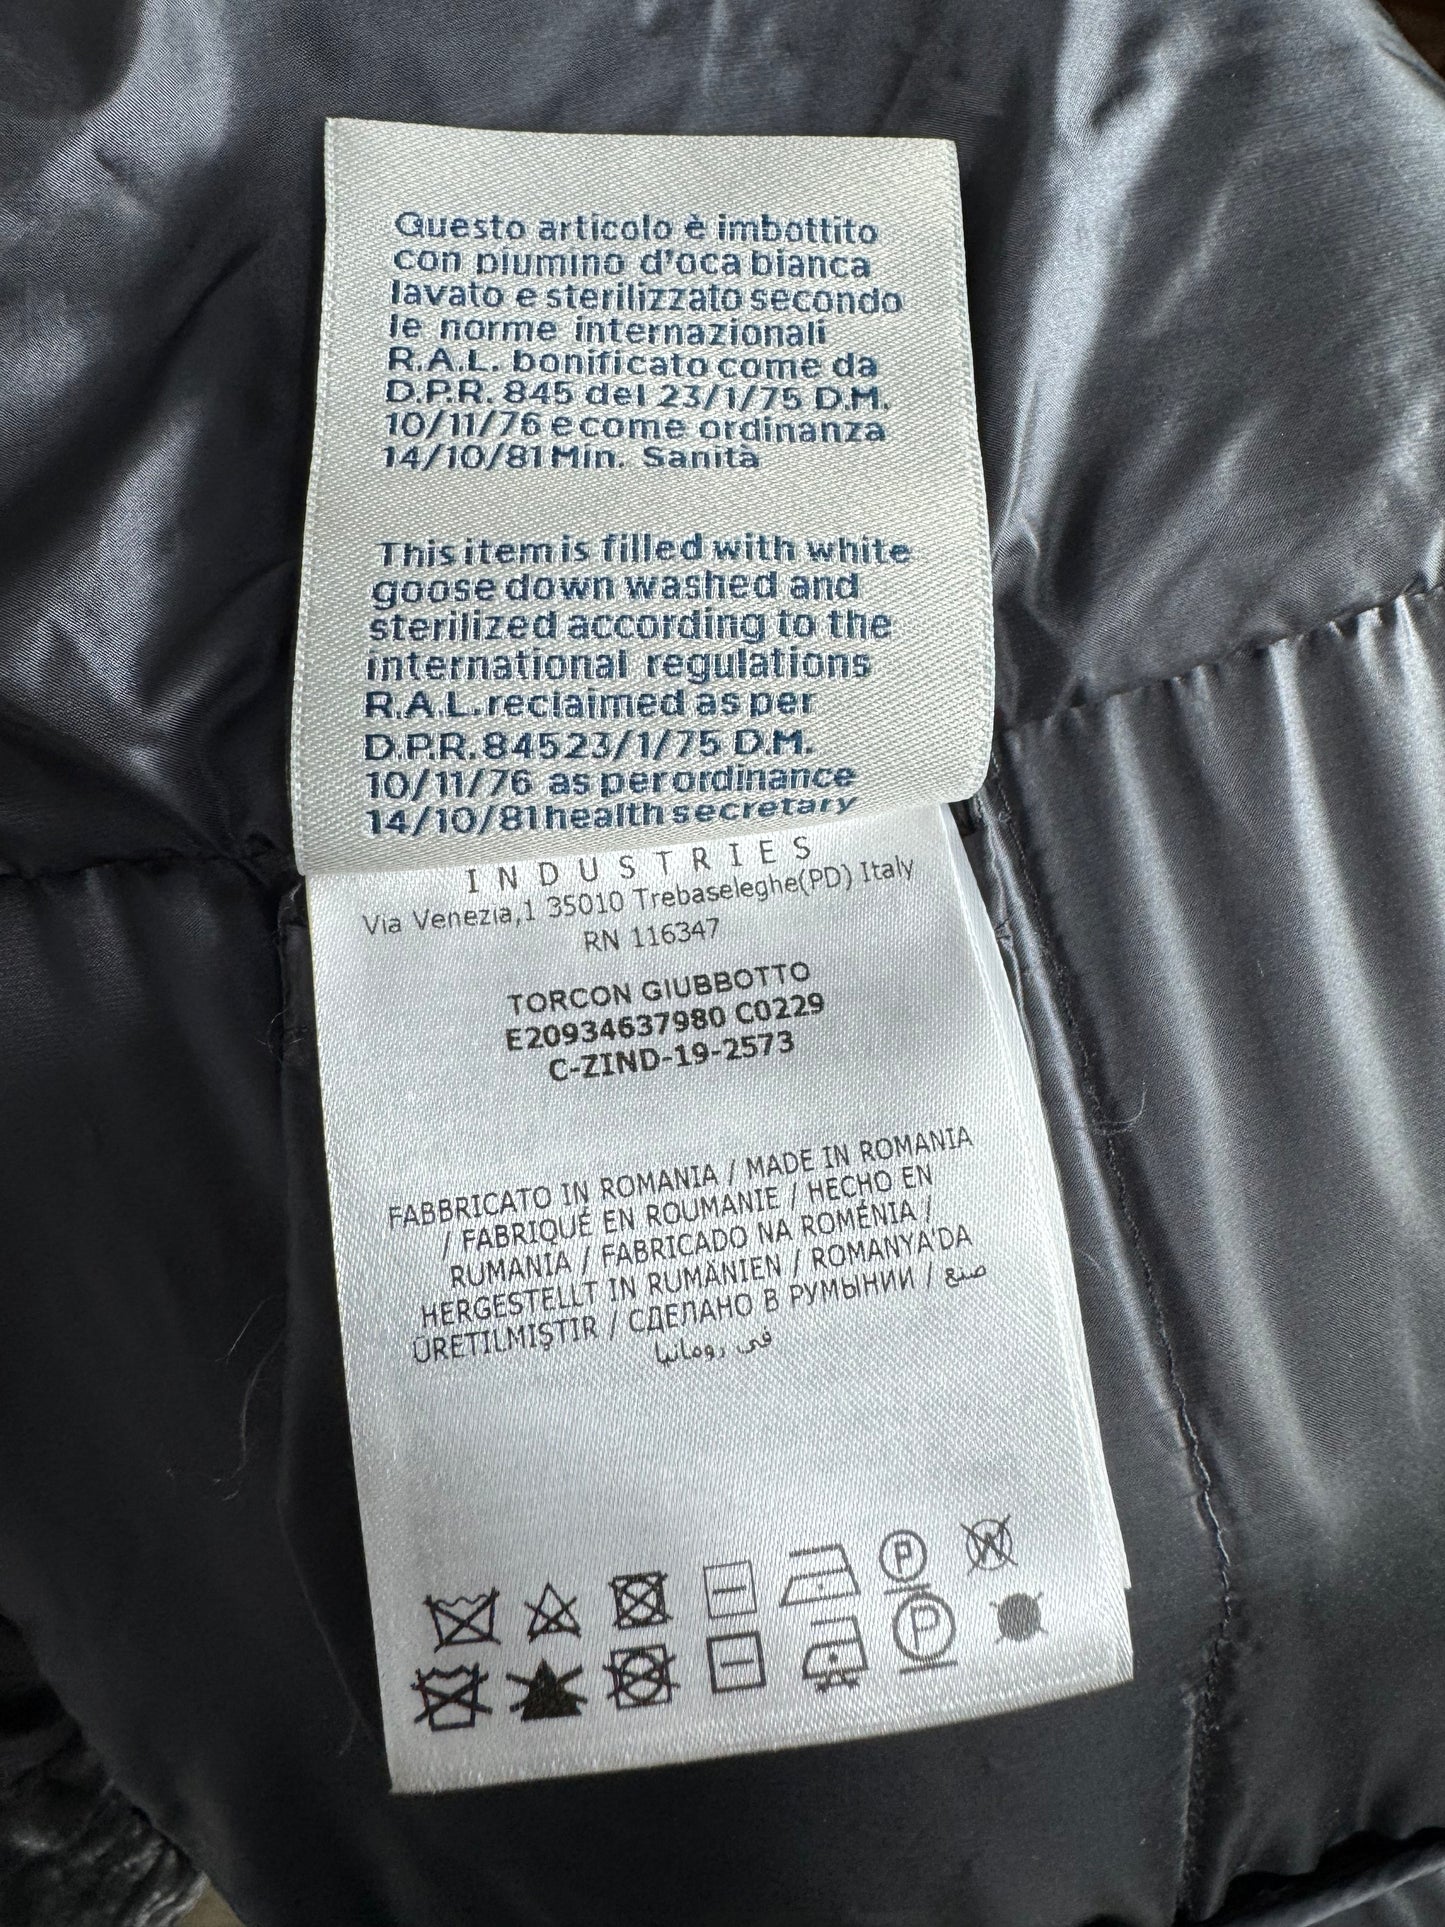 Questo articolo è imbottito
con piumino d'oca bianca
lavato e sterilizzato secondo
le norme internazionali
R.A.L. bonificato come da
D.P.R. 845 del 23/1/75 D.M.
10/11/76 e come ordinanza
14/10/81 Min. Sanità
This item is filled with white
goose down washed and
sterilized according to the
international regulations
R.A.L. reclaimed as per
D.P.R. 845 23/1/75 D.M.
10/11/76 as per ordinance
14/10/81 health secretary
INDUSTRIES
Via Venezia,1 35010 Trebaseleghe(PD) Italy
RN 116347
TORCON GIUBBOTTO
E20934637980 C0229
C-ZIND-19-2573
FABBRICATO IN ROMANIA / MADE IN ROMANIA
/ FABRIQUÉ EN ROUMANIE / HECHO EN
RUMANIA / FABRICADO NA ROMÉNIA /
HERGESTELLT IN RUMÄNIEN / ROMANYA'DA
ÜRETILMIŞTIR / СДЕЛАНО В РУМЫНИИ / صنع
في رومانيا
P W
P